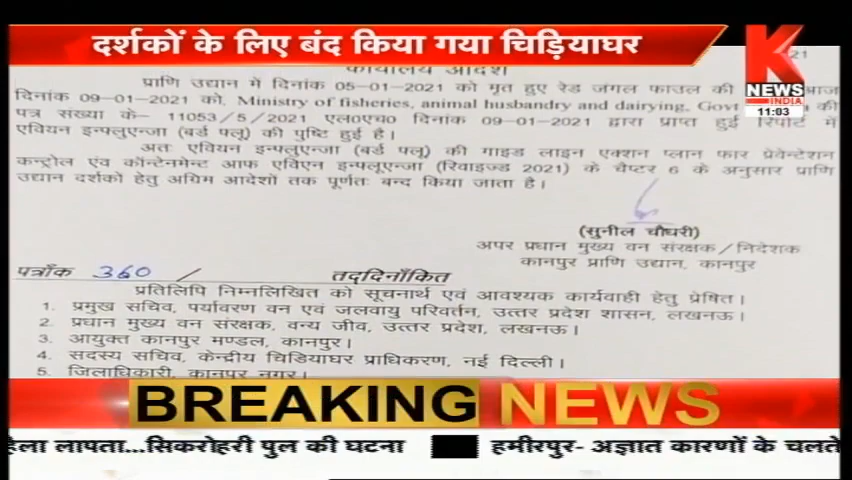 दर्शकों के लिए बंद किया गया चिड़ियाघर
K
NEWS
INDIA
11:03
21
कार्यालय आदेश
प्राणि उद्यान में दिनांक 05-01-2021 को मृत हुए रेड जंगल फाउल की
आज
दिनांक 09-01-2021 को, Ministry of fisheries, animal husbandry and dairying, Govt
की
पत्र संख्या के- 11053/5/2021 एल0एच0 दिनांक 09-01-2021 द्वारा प्राप्त हुई रिपोर्ट में
एवियन इन्फ्लुएन्जा (बर्ड फ्लू) की पुष्टि हुई है।
अतः एवियन इन्फ्लूएन्जा (बर्ड फ्लू) की गाइड लाइन एक्शन प्लान फार प्रेवेन्टेशन
कन्ट्रोल एंव कॉन्टेनमेन्ट आफ एविएन इन्फ्लूएन्जा (रिवाइज्ड 2021) के चैप्टर 6 के अनुसार प्राणि
उद्यान दर्शको हेतु अग्रिम आदेशो तक पूर्णतः बन्द किया जाता है।
(सुनील चौधरी)
अपर प्रधान मुख्य वन संरक्षक/निदेशक
कानपुर प्राणि उद्यान, कानपुर
पत्राँक 360 / तद्दिनाँकित
प्रतिलिपि निम्नलिखित को सूचनार्थ एवं आवश्यक कार्यवाही हेतु प्रेषित।
1. प्रमुख सचिव, पर्यावरण वन एवं जलवायु परिवर्तन, उत्तर प्रदेश शासन, लखनऊ।
2. प्रधान मुख्य वन संरक्षक, वन्य जीव, उत्तर प्रदेश, लखनऊ।
3. आयुक्त कानपुर मण्डल, कानपुर।
4. सदस्य सचिव, केन्द्रीय चिडियाघर प्राधिकरण, नई दिल्ली।
5. जिलाधिकारी, कानपुर नगर।
BREAKING NEWS
हिला लापता...सिकरोहरी पुल की घटना
हमीरपुर- अज्ञात कारणों के चलते